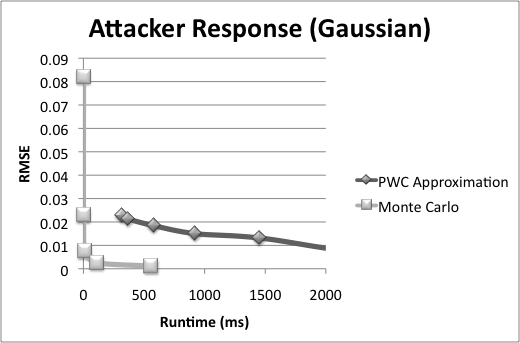 Attacker Response (Gaussian)
0.09
0.08
0.07
0.06
0.05
0.04
0.03
0.02
0.01
0
RMSE
0 500 1000 1500 2000
Runtime (ms)
PWC Approximation
Monte Carlo